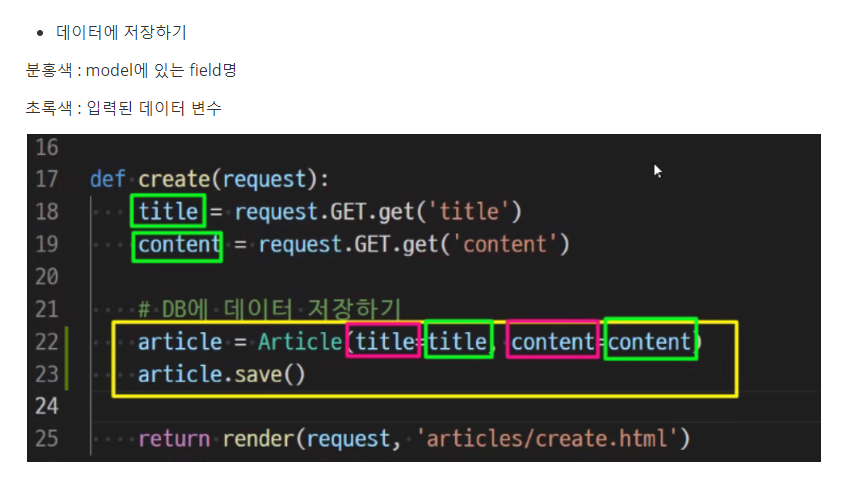 데이터에 저장하기
분홍색 : model에 있는 field명
초록색 : 입력된 데이터 변수
16
17 def create(request):
18 title = request.GET.get('title')
19 content = request.GET.get('content')
20
21 # DB에 데이터 저장하기
22 article = Article(title=title, content=content)
23 article.save()
24
25 return render(request, 'articles/create.html')